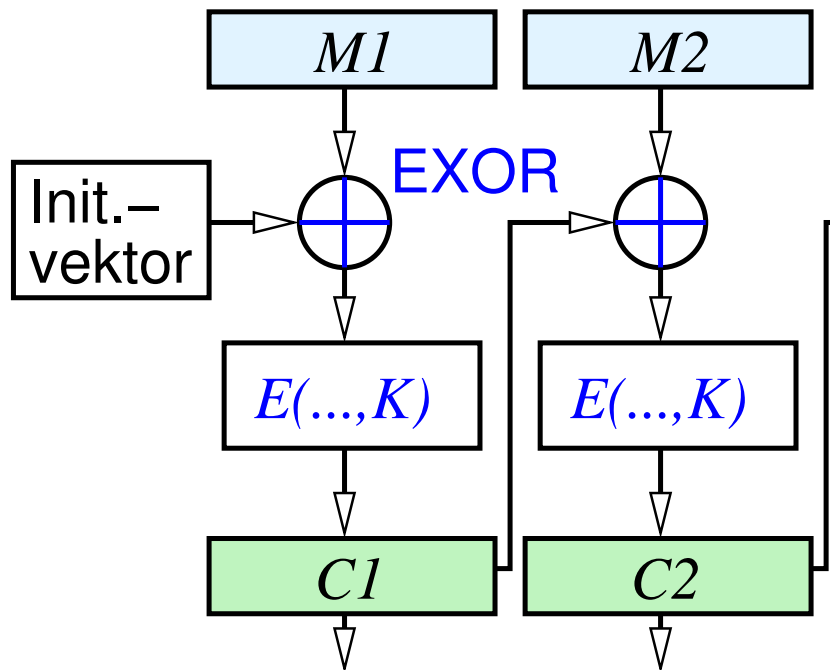 M1
M2
EXOR
Init.–
vektor
E(...,K)
E(...,K)
C1
C2